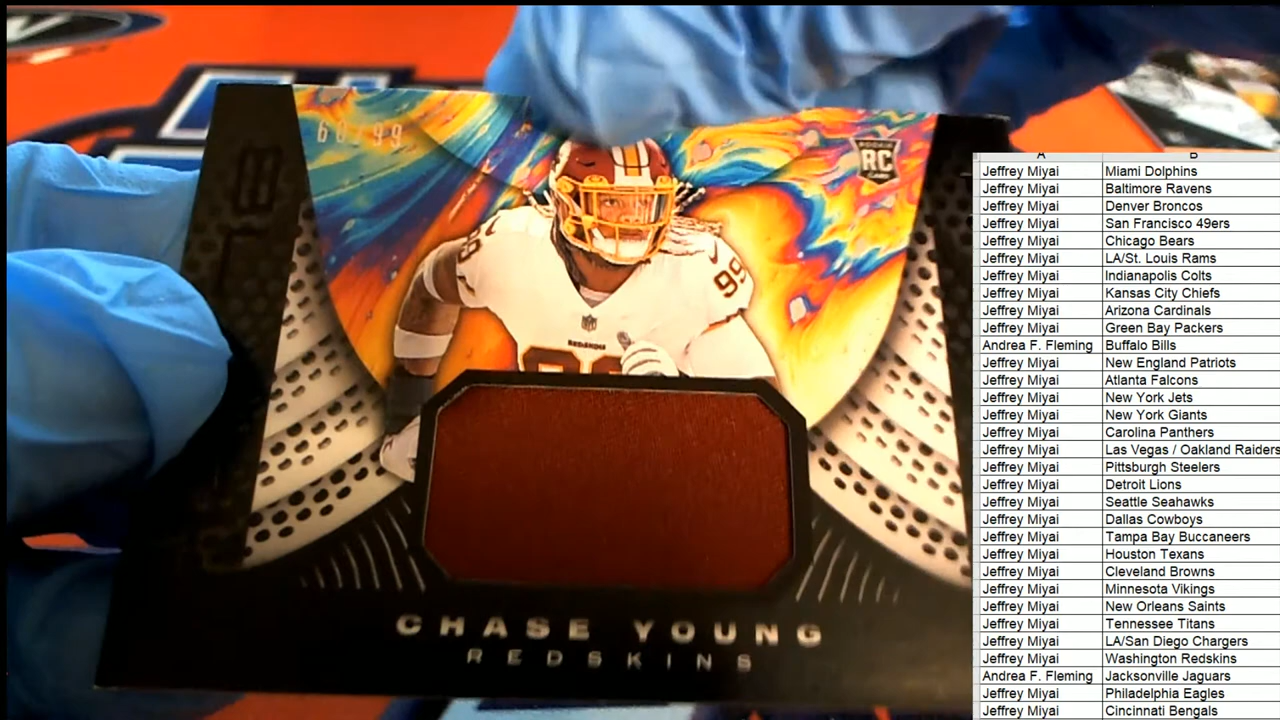 60/99
ROOKIE
RC
99
99
REDSKINS
CHASE YOUNG
REDSKINS
A B
Jeffrey Miyai Miami Dolphins
Jeffrey Miyai Baltimore Ravens
Jeffrey Miyai Denver Broncos
Jeffrey Miyai San Francisco 49ers
Jeffrey Miyai Chicago Bears
Jeffrey Miyai LA/St. Louis Rams
Jeffrey Miyai Indianapolis Colts
Jeffrey Miyai Kansas City Chiefs
Jeffrey Miyai Arizona Cardinals
Jeffrey Miyai Green Bay Packers
Andrea F. Fleming Buffalo Bills
Jeffrey Miyai New England Patriots
Jeffrey Miyai Atlanta Falcons
Jeffrey Miyai New York Jets
Jeffrey Miyai New York Giants
Jeffrey Miyai Carolina Panthers
Jeffrey Miyai Las Vegas / Oakland Raiders
Jeffrey Miyai Pittsburgh Steelers
Jeffrey Miyai Detroit Lions
Jeffrey Miyai Seattle Seahawks
Jeffrey Miyai Dallas Cowboys
Jeffrey Miyai Tampa Bay Buccaneers
Jeffrey Miyai Houston Texans
Jeffrey Miyai Cleveland Browns
Jeffrey Miyai Minnesota Vikings
Jeffrey Miyai New Orleans Saints
Jeffrey Miyai Tennessee Titans
Jeffrey Miyai LA/San Diego Chargers
Jeffrey Miyai Washington Redskins
Andrea F. Fleming Jacksonville Jaguars
Jeffrey Miyai Philadelphia Eagles
Jeffrey Miyai Cincinnati Bengals